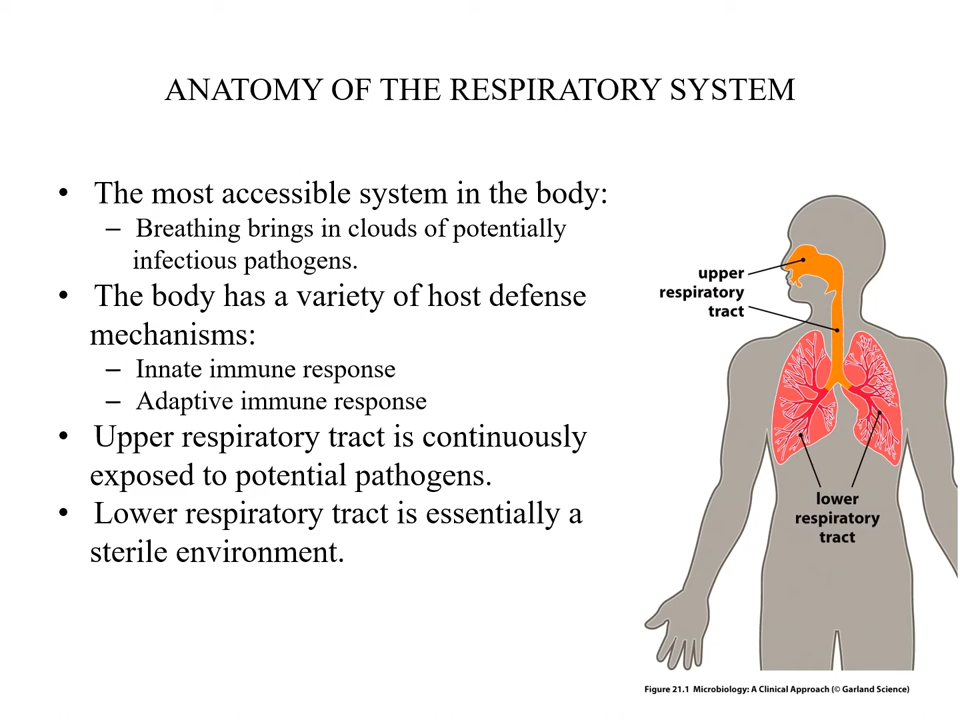 ANATOMY OF THE RESPIRATORY SYSTEM
• The most accessible system in the body:
– Breathing brings in clouds of potentially
infectious pathogens.
• The body has a variety of host defense
mechanisms:
– Innate immune response
– Adaptive immune response
• Upper respiratory tract is continuously
exposed to potential pathogens.
• Lower respiratory tract is essentially a
sterile environment.
upper
respiratory
tract
lower
respiratory
tract
Figure 21.1 Microbiology: A Clinical Approach (© Garland Science)